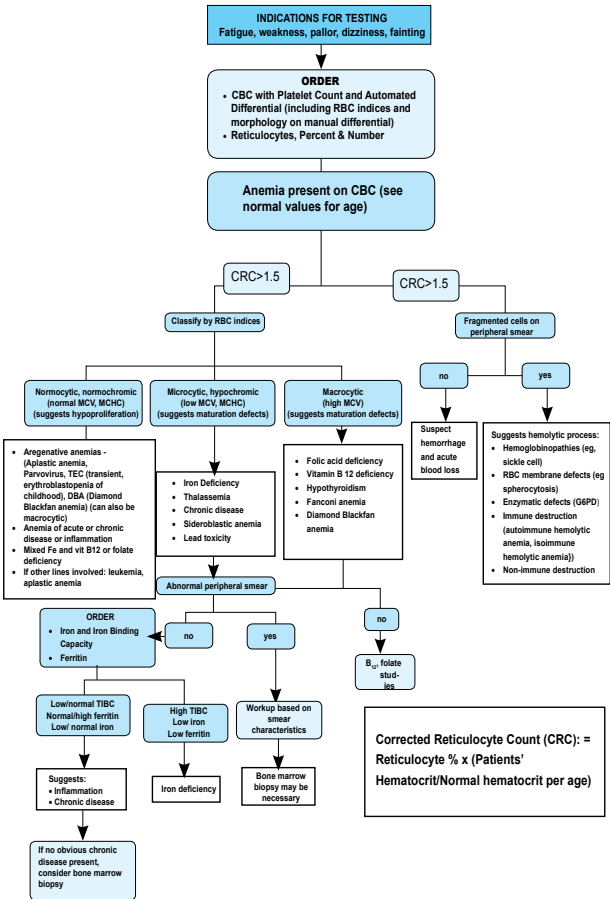 INDICATIONS FOR TESTING
Fatigue, weakness, pallor, dizziness, fainting
ORDER
• CBC with Platelet Count and Automated
Differential (including RBC indices and
morphology on manual differential)
• Reticulocytes, Percent & Number
Anemia present on CBC (see
normal values for age)
CRC>1.5
CRC>1.5
Classify by RBC indices
Fragmented cells on
peripheral smear
no
yes
Normocytic, normochromic
(normal MCV, MCHC)
(suggests hypoproliferation)
Microcytic, hypochromic
(low MCV, MCHC)
(suggests maturation defects)
Macrocytic
(high MCV)
(suggests maturation defects)
Suspect
hemorrhage
and acute
blood loss
Suggests hemolytic process:
• Hemoglobinopathies (eg,
sickle cell)
• RBC membrane defects (eg
spherocytosis)
• Enzymatic defects (G6PD)
• Immune destruction
(autoimmune hemolytic
anemia, isoimmune
hemolytic anemia})
• Non-immune destruction
• Aregenative anemias -
(Aplastic anemia,
Parvovirus, TEC (transient,
erythroblastopenia of
childhood), DBA (Diamond
Blackfan anemia) (can also be
macrocytic)
• Anemia of acute or chronic
disease or inflammation
• Mixed Fe and vit B12 or folate
deficiency
• If other lines involved: leukemia,
aplastic anemia
• Iron Deficiency
• Thalassemia
• Chronic disease
• Sideroblastic anemia
• Lead toxicity
• Folic acid deficiency
• Vitamin B 12 deficiency
• Hypothyroidism
• Fanconi anemia
• Diamond Blackfan
anemia
Abnormal peripheral smear
ORDER
• Iron and Iron Binding
Capacity
• Ferritin
no
yes
no
B12, folate
stud-
ies
Low/normal TIBC
Normal/high ferritin
Low/ normal iron
High TIBC
Low iron
Low ferritin
Workup based on
smear
characteristics
Suggests:
• Inflammation
• Chronic disease
Iron deficiency
Bone marrow
biopsy may be
necessary
If no obvious chronic
disease present,
consider bone marrow
biopsy
Corrected Reticulocyte Count (CRC): =
Reticulocyte % x (Patients’
Hematocrit/Normal hematocrit per age)